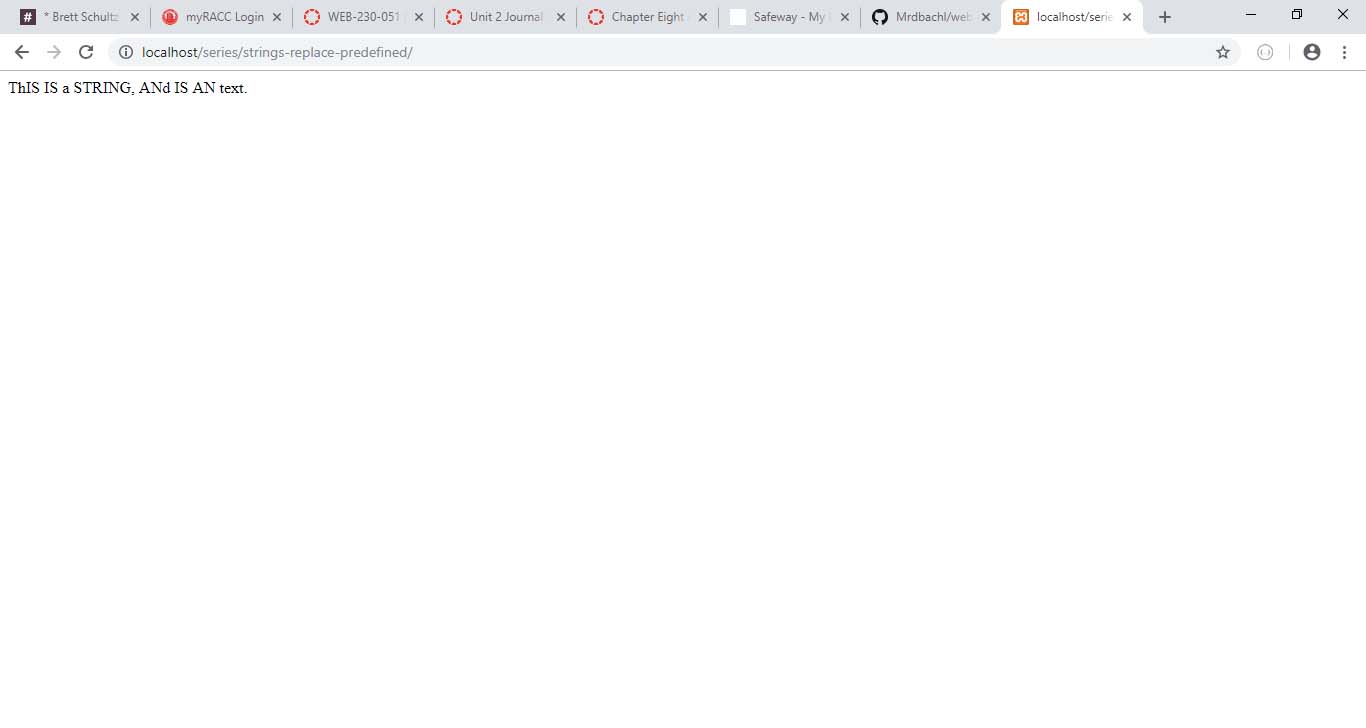 # * Brett Schultz myRACC Login WEB-230-051 Unit 2 Journal Chapter Eight Safeway - My Mrdbachl/web localhost/serie
localhost/series/strings-replace-predefined/
ThIS IS a STRING, ANd IS AN text.